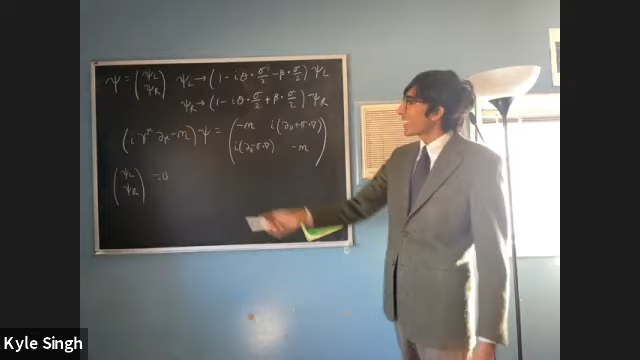 ψ = (ψL ψR) ψL → (1 - iθ·σ/2 - β·σ/2) ψL
ψR → (1 - iθ·σ/2 + β·σ/2) ψR
(iγ^μ ∂μ - m)ψ = (-m i(∂0+σ·∇) i(∂0-σ·∇) -m)
(ψL ψR) = 0
Kyle Singh